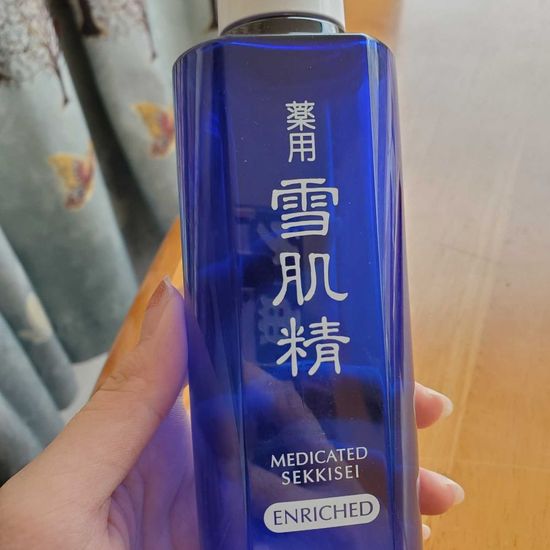 薬用
雪肌精
MEDICATED
SEKKISEI
ENRICHED